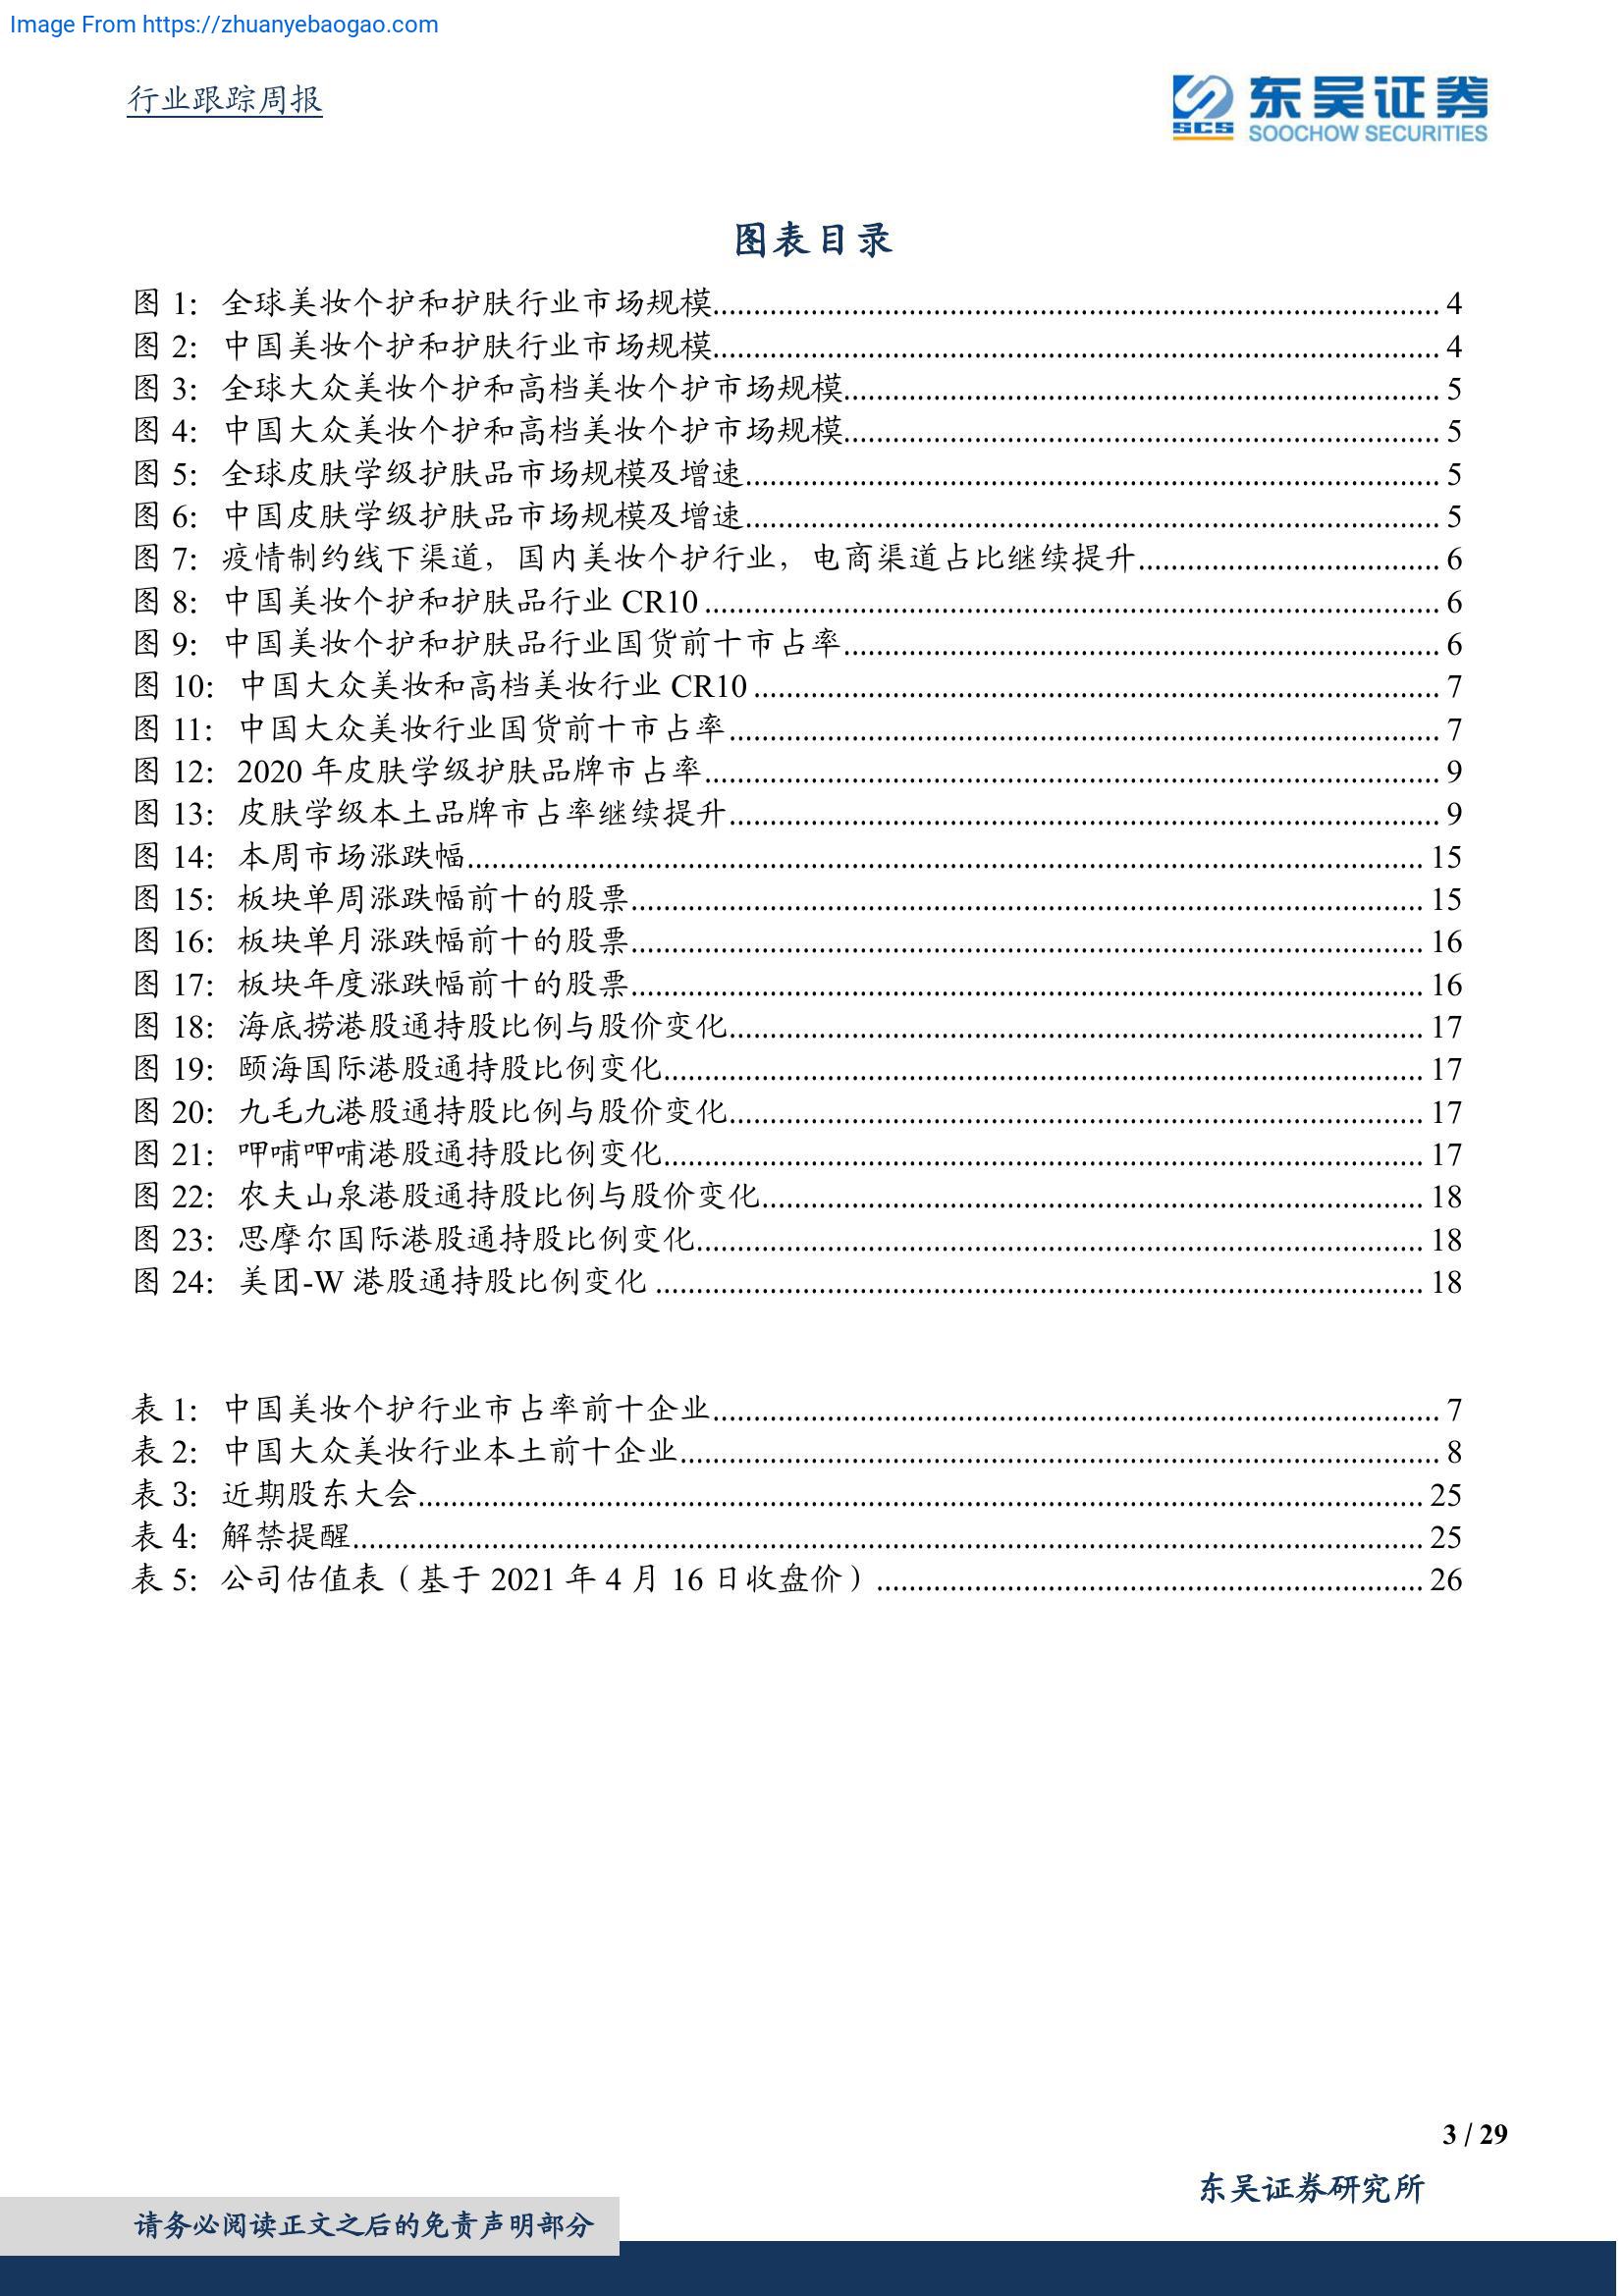 Image From https://zhuanyebaogao.com
行业跟踪周报
SCS
东吴证券
SOOCHOW SECURITIES
图表目录
图 1：全球美妆个护和护肤行业市场规模 4
图 2：中国美妆个护和护肤行业市场规模 4
图 3：全球大众美妆个护和高档美妆个护市场规模 5
图 4：中国大众美妆个护和高档美妆个护市场规模 5
图 5：全球皮肤学级护肤品市场规模及增速 5
图 6：中国皮肤学级护肤品市场规模及增速 5
图 7：疫情制约线下渠道，国内美妆个护行业，电商渠道占比继续提升 6
图 8：中国美妆个护和护肤品行业 CR10 6
图 9：中国美妆个护和护肤品行业国货前十市占率 6
图 10：中国大众美妆和高档美妆行业 CR10 7
图 11：中国大众美妆行业国货前十市占率 7
图 12：2020 年皮肤学级护肤品牌市占率 9
图 13：皮肤学级本土品牌市占率继续提升 9
图 14：本周市场涨跌幅 15
图 15：板块单周涨跌幅前十的股票 15
图 16：板块单月涨跌幅前十的股票 16
图 17：板块年度涨跌幅前十的股票 16
图 18：海底捞港股通持股比例与股价变化 17
图 19：颐海国际港股通持股比例变化 17
图 20：九毛九港股通持股比例与股价变化 17
图 21：呷哺呷哺港股通持股比例变化 17
图 22：农夫山泉港股通持股比例与股价变化 18
图 23：思摩尔国际港股通持股比例变化 18
图 24：美团-W 港股通持股比例变化 18
表 1：中国美妆个护行业市占率前十企业 7
表 2：中国大众美妆行业本土前十企业 8
表 3：近期股东大会 25
表 4：解禁提醒 25
表 5：公司估值表（基于 2021 年 4 月 16 日收盘价） 26
3 / 29
东吴证券研究所
请务必阅读正文之后的免责声明部分